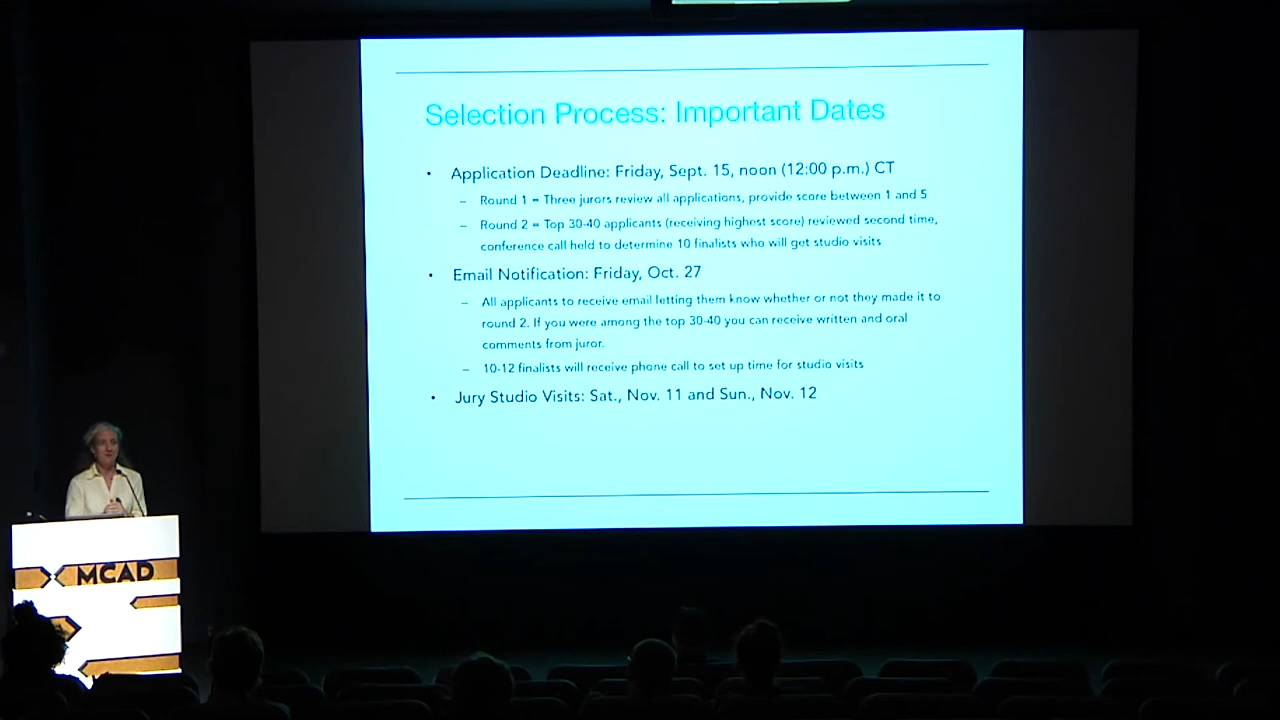 Selection Process: Important Dates
• Application Deadline: Friday, Sept. 15, noon (12:00 p.m.) CT
– Round 1 = Three jurors review all applications, provide score between 1 and 5
– Round 2 = Top 30-40 applicants (receiving highest score) reviewed second time,
conference call held to determine 10 finalists who will get studio visits
• Email Notification: Friday, Oct. 27
– All applicants to receive email letting them know whether or not they made it to
round 2. If you were among the top 30-40 you can receive written and oral
comments from juror.
– 10-12 finalists will receive phone call to set up time for studio visits
• Jury Studio Visits: Sat., Nov. 11 and Sun., Nov. 12
MCAD